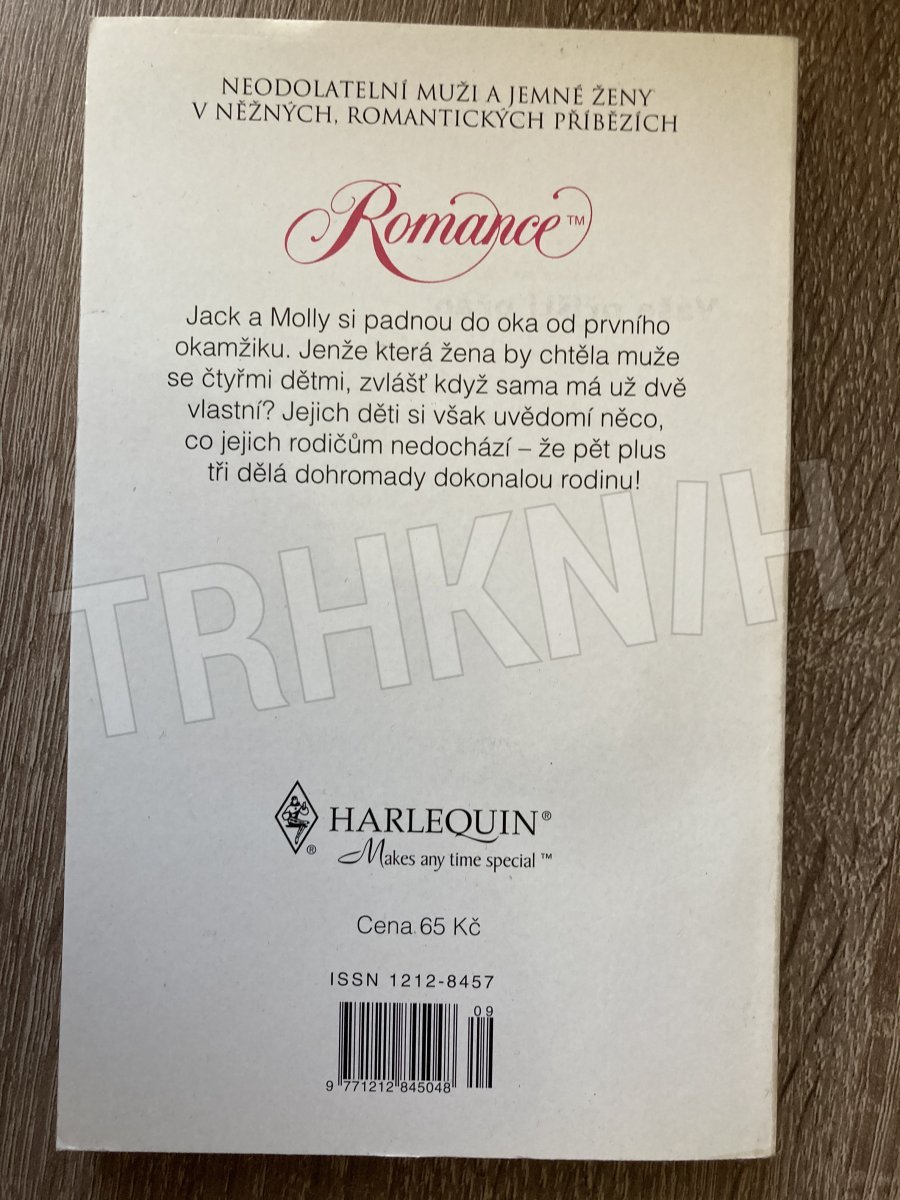 NEODOLATELNÍ MUŽI A JEMNÉ ŽENY
V NĚŽNÝCH, ROMANTICKÝCH PŘÍBĚZÍCH
Romance™
Jack a Molly si padnou do oka od prvního
okamžiku. Jenže která žena by chtěla muže
se čtyřmi dětmi, zvlášť když sama má už dvě
vlastní? Jejich děti si však uvědomí něco,
co jejich rodičům nedochází – že pět plus
tři dělá dohromady dokonalou rodinu!
TRHKNIH
HARLEQUIN®
®
Makes any time special™
Cena 65 Kč
ISSN 1212-8457
09
9 771212 845048